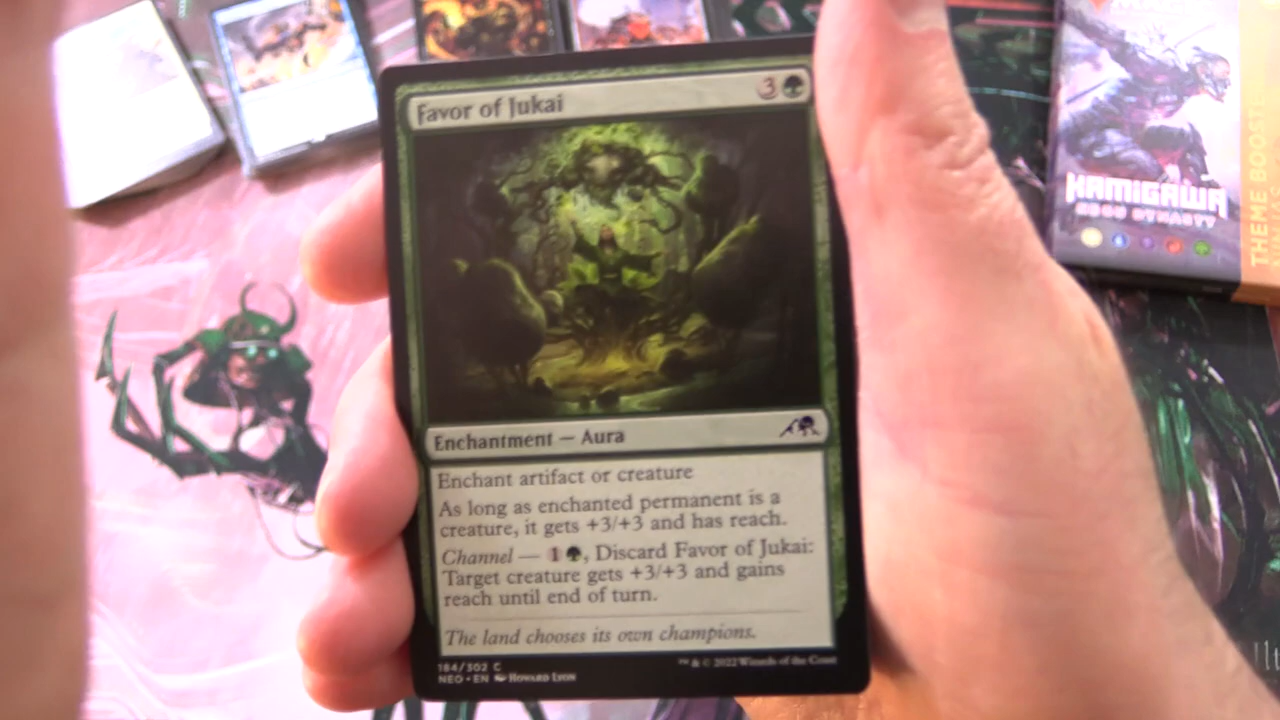 Favor of Jukai 3
Enchantment — Aura
Enchant artifact or creature
As long as enchanted permanent is a
creature, it gets +3/+3 and has reach.
Channel — 1, Discard Favor of Jukai:
Target creature gets +3/+3 and gains
reach until end of turn.
The land chooses its own champions.
184/302 C
NEO • EN Howard Lyon
™ & © 2022 Wizards of the Coast
KAMIGAWA
NEON DYNASTY
THEME BOOSTE